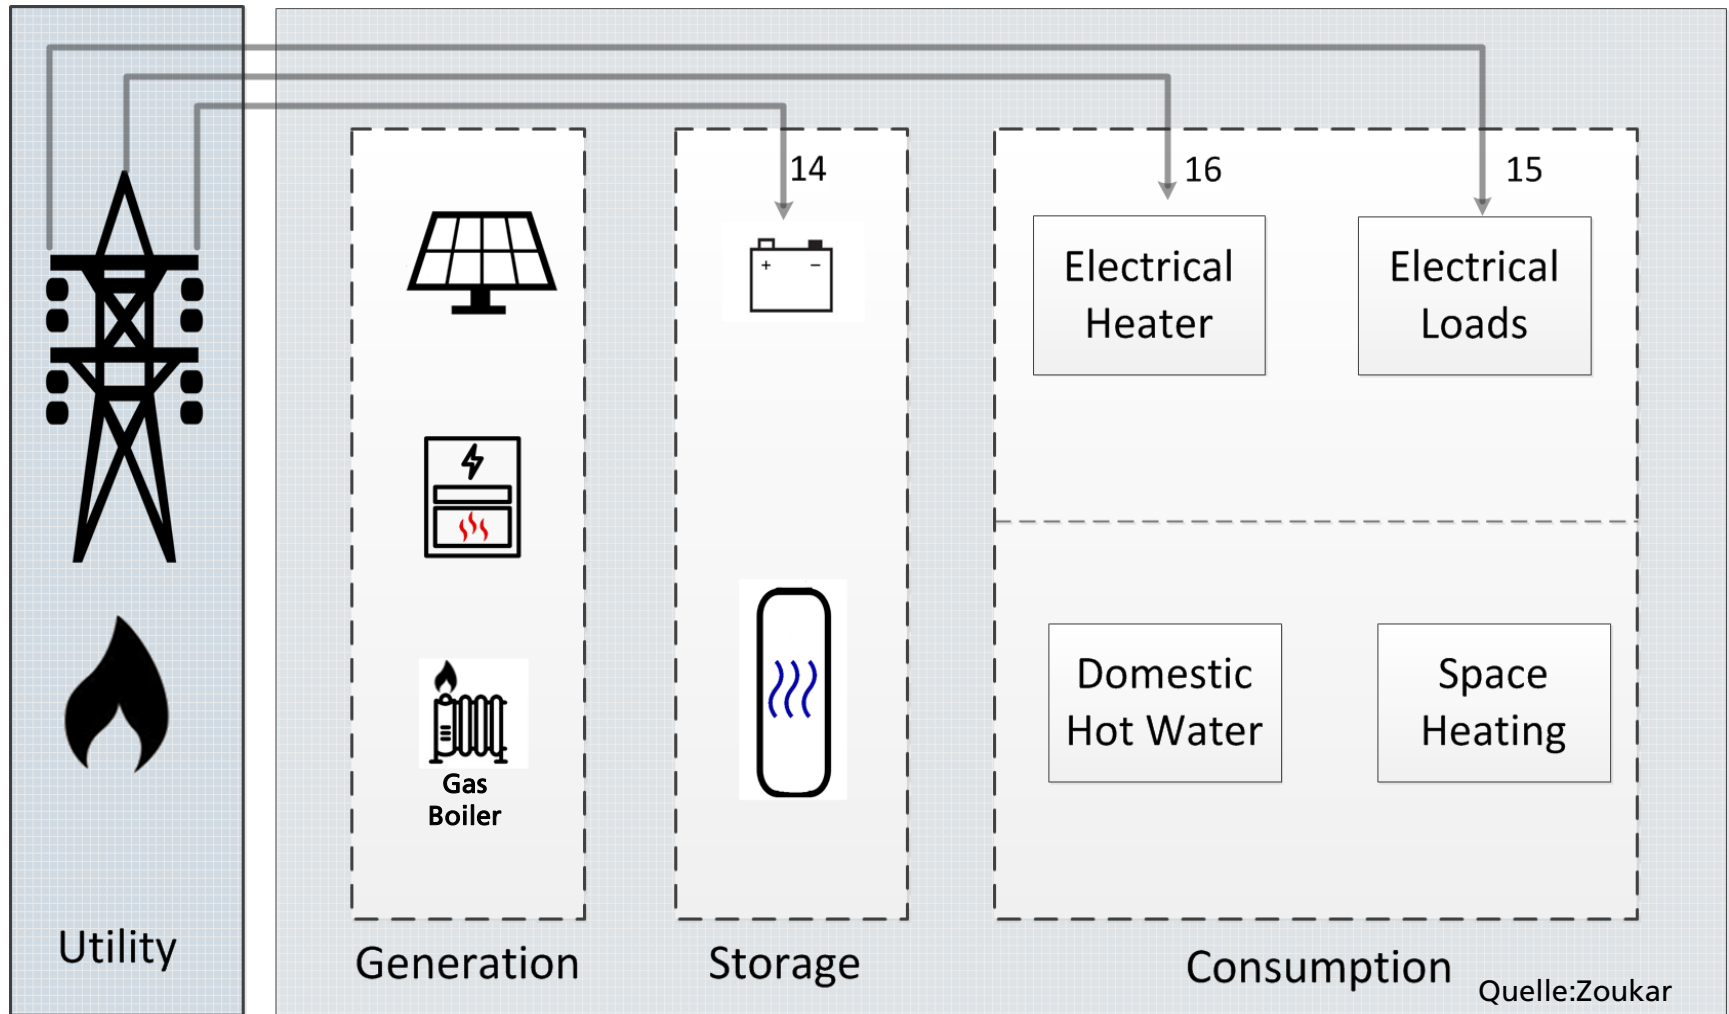 14
16
15
+ −
Electrical
Heater
Electrical
Loads
Domestic
Hot Water
Space
Heating
Gas
Boiler
Utility
Generation
Storage
Consumption
Quelle:Zoukar